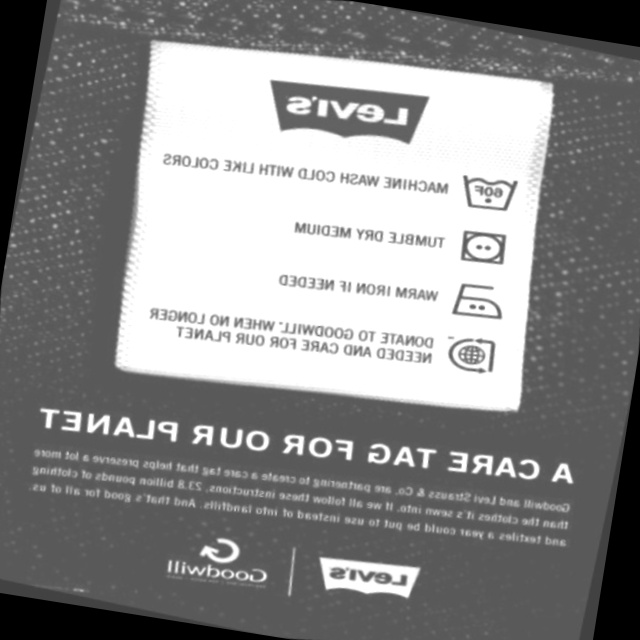 LEVI'S
60F
MACHINE WASH COLD WITH LIKE COLORS
TUMBLE DRY MEDIUM
WARM IRON IF NEEDED
DONATE TO GOODWILL™ WHEN NO LONGER
NEEDED AND CARE FOR OUR PLANET
A CARE TAG FOR OUR PLANET
Goodwill and Levi Strauss & Co. are partnering to create a care tag that helps preserve a lot more
than the clothes it's sewn into. If we all follow these instructions, 23.8 billion pounds of clothing
and textiles a year could be put to use instead of into landfills. And that's good for all of us.
LEVI'S
Goodwill